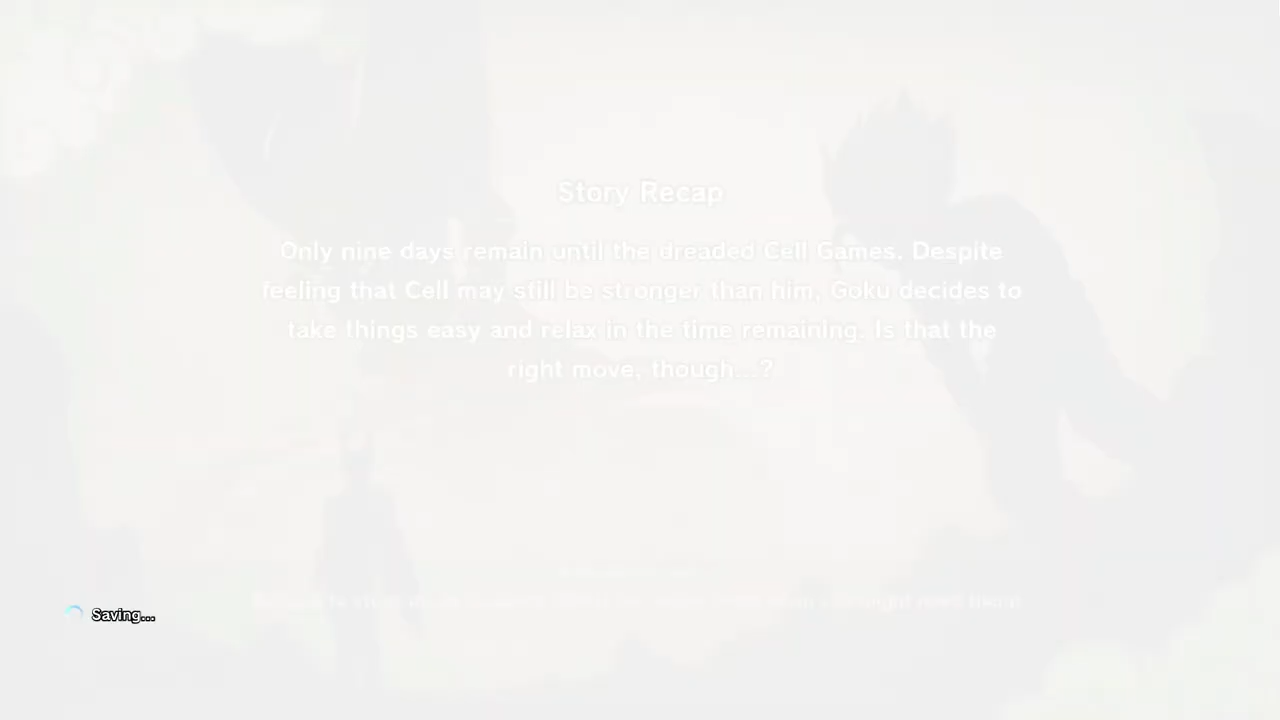 Story Recap
Only nine days remain until the dreaded Cell Games. Despite
feeling that Cell may still be stronger than him, Goku decides to
take things easy and relax in the time remaining. Is that the
right move, though...?
Saving...